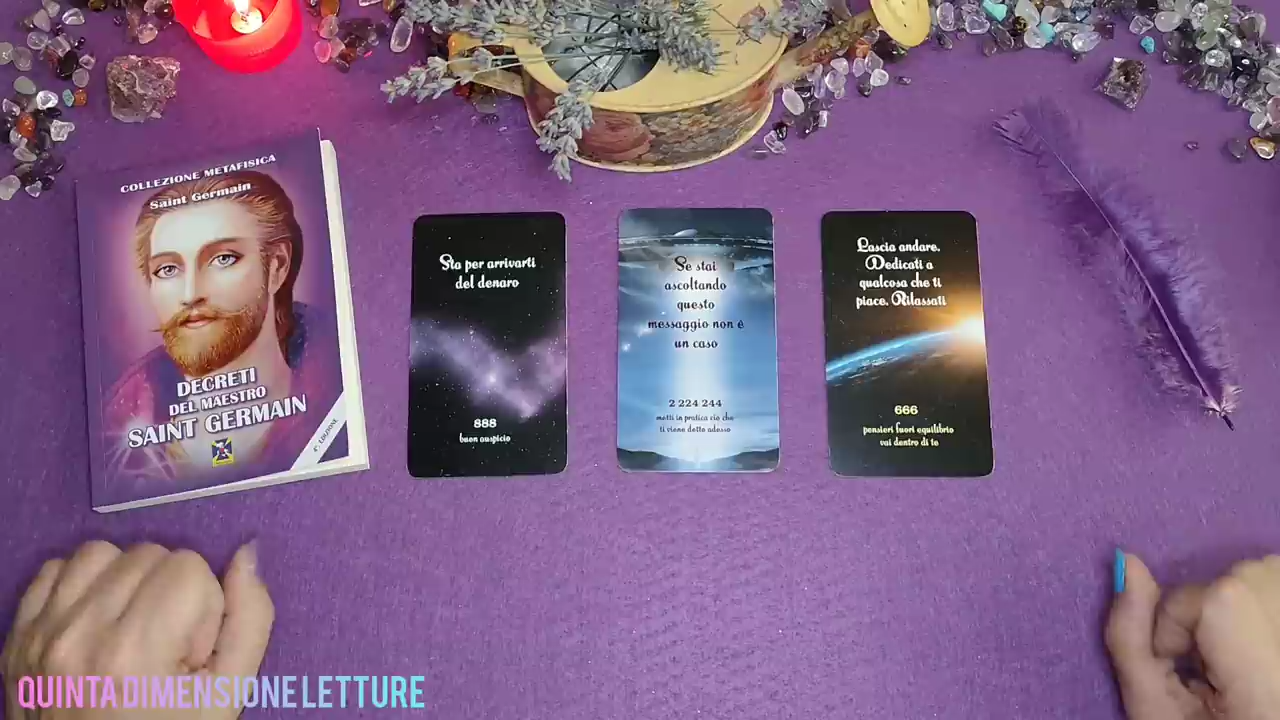 COLLEZIONE METAFISICA
Saint Germain
DECRETI
DEL MAESTRO
SAINT GERMAIN
4ª EDIZIONE
Sta per arrivarti
del denaro
888
buon auspicio
Se stai
ascoltando
questo
messaggio non è
un caso
2 224 244
metti in pratica ciò che
ti viene detto adesso
Lascia andare.
Dedicati a
qualcosa che ti
piace. Rilassati
666
pensieri fuori equilibrio
vai dentro di te
QUINTA DIMENSIONE LETTURE